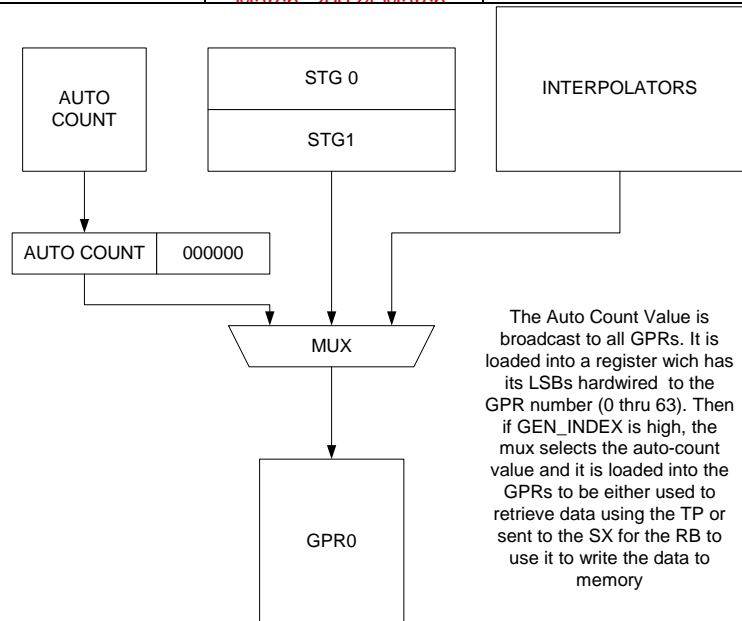 AUTO
COUNT
STG 0
STG1
INTERPOLATORS
AUTO COUNT
000000
MUX
GPR0
The Auto Count Value is
broadcast to all GPRs. It is
loaded into a register wich has
its LSBs hardwired to the
GPR number (0 thru 63). Then
if GEN_INDEX is high, the
mux selects the auto-count
value and it is loaded into the
GPRs to be either used to
retrieve data using the TP or
sent to the SX for the RB to
use it to write the data to
memory